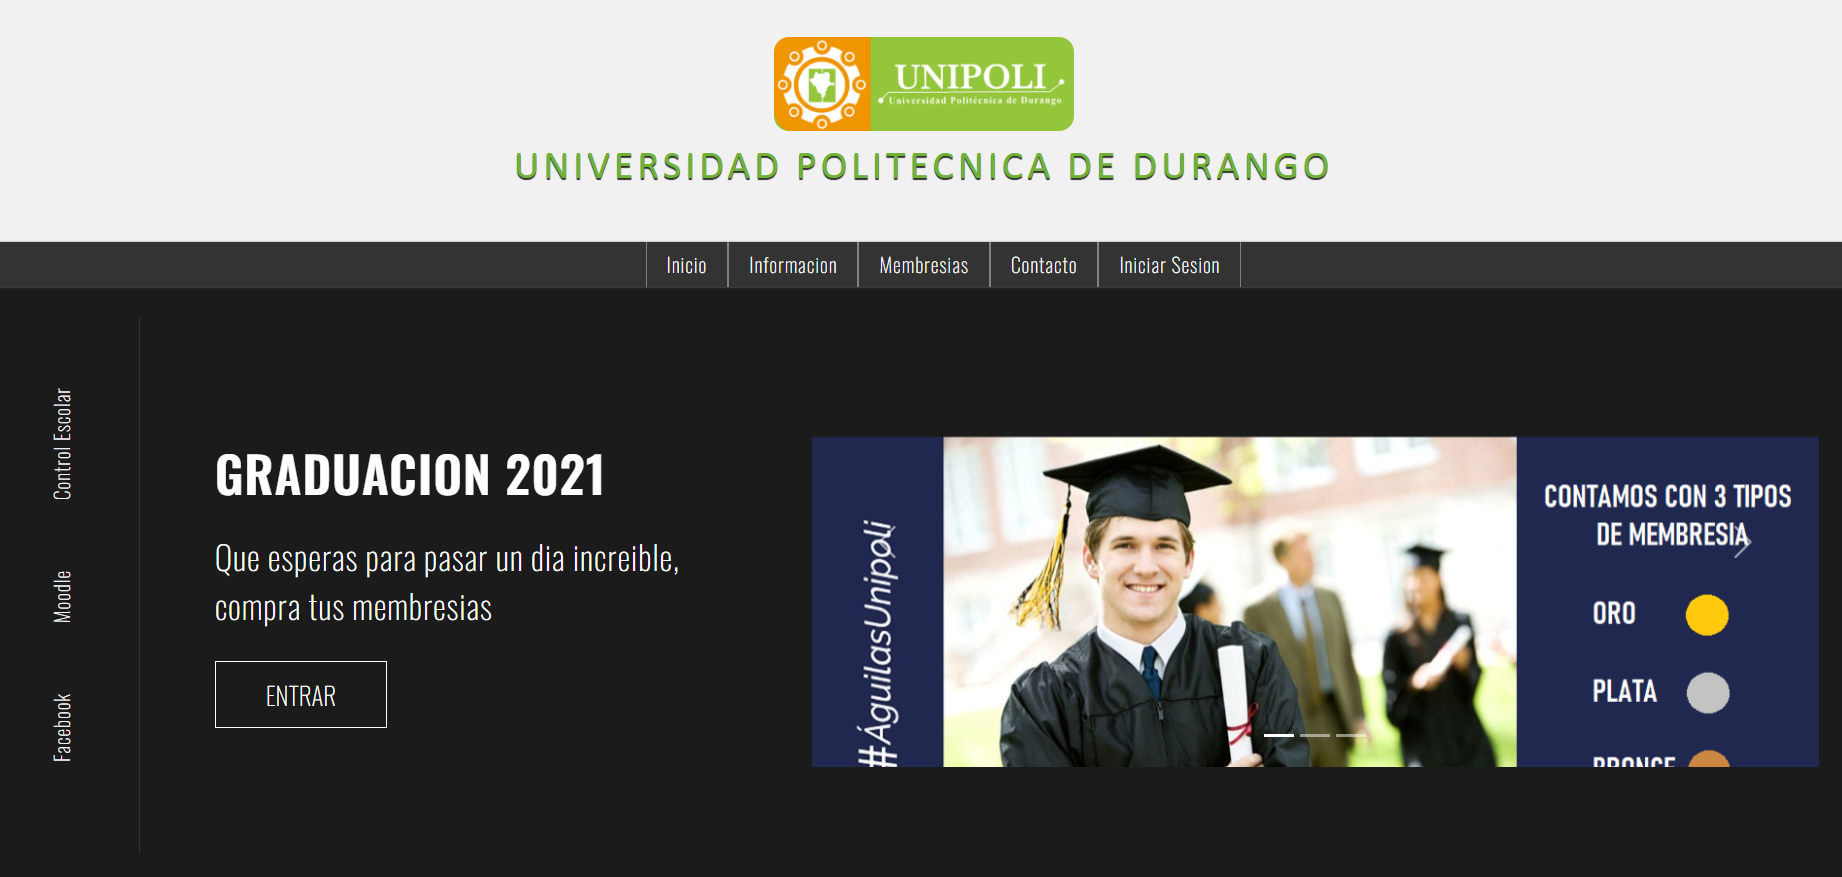 UNIPOLI
Universidad Politécnica de Durango
UNIVERSIDAD POLITECNICA DE DURANGO
Inicio
Informacion
Membresias
Contacto
Iniciar Sesion
Control Escolar
Moodle
Facebook
GRADUACION 2021
Que esperas para pasar un dia increible,
compra tus membresias
ENTRAR
#ÁguilasUnipoli
CONTAMOS CON 3 TIPOS
DE MEMBRESIA
ORO
PLATA
BRONCE